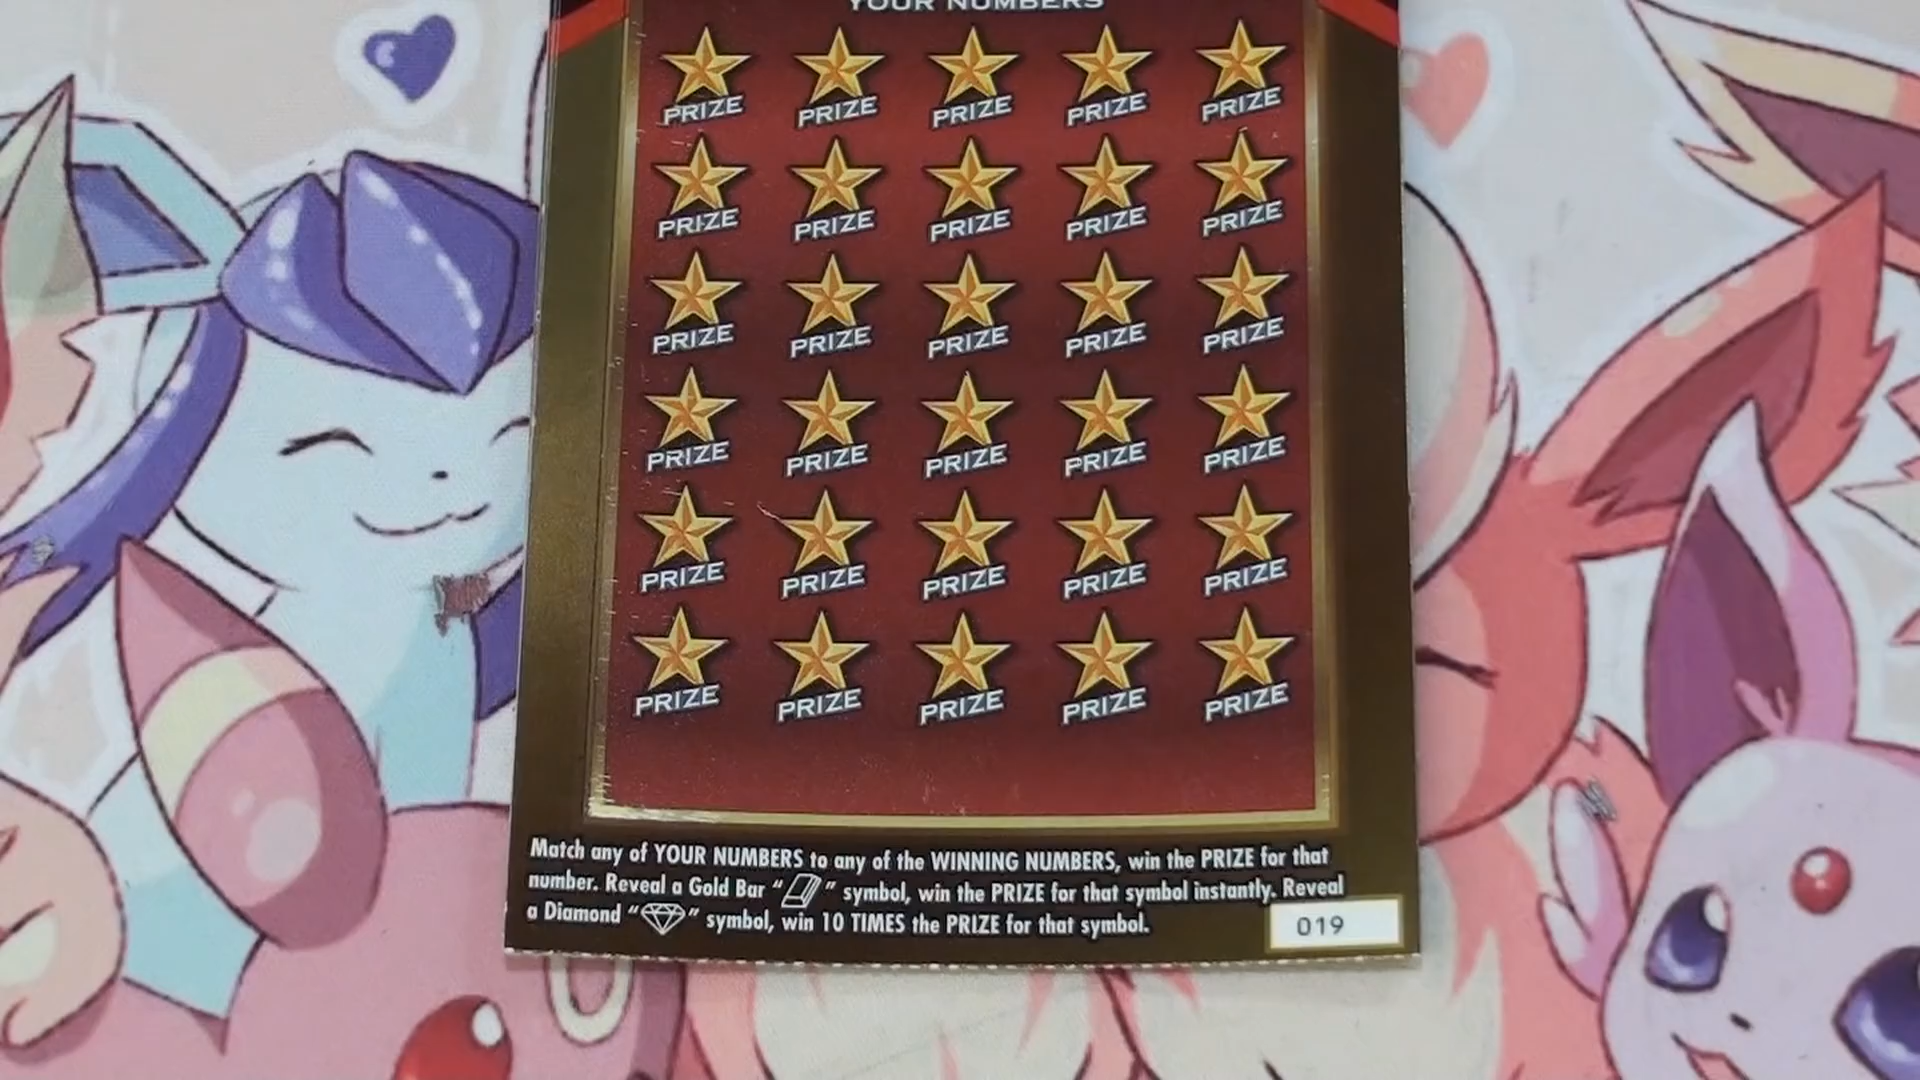 YOUR NUMBERS
PRIZE PRIZE PRIZE PRIZE PRIZE
PRIZE PRIZE PRIZE PRIZE PRIZE
PRIZE PRIZE PRIZE PRIZE PRIZE
PRIZE PRIZE PRIZE PRIZE PRIZE
PRIZE PRIZE PRIZE PRIZE PRIZE
PRIZE PRIZE PRIZE PRIZE PRIZE
Match any of YOUR NUMBERS to any of the WINNING NUMBERS, win the PRIZE for that
number. Reveal a Gold Bar “ ” symbol, win the PRIZE for that symbol instantly. Reveal
a Diamond “ ” symbol, win 10 TIMES the PRIZE for that symbol.
019